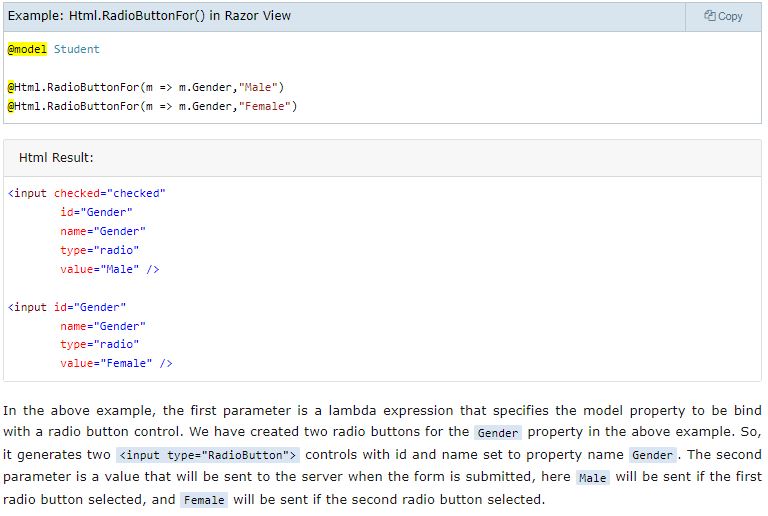 Example: Html.RadioButtonFor() in Razor View
Copy
@model Student
@Html.RadioButtonFor(m => m.Gender,"Male")
@Html.RadioButtonFor(m => m.Gender,"Female")
Html Result:
<input checked="checked"
id="Gender"
name="Gender"
type="radio"
value="Male" />
<input id="Gender"
name="Gender"
type="radio"
value="Female" />
In the above example, the first parameter is a lambda expression that specifies the model property to be bind
with a radio button control. We have created two radio buttons for the Gender property in the above example. So,
it generates two <input type="RadioButton"> controls with id and name set to property name Gender. The second
parameter is a value that will be sent to the server when the form is submitted, here Male will be sent if the first
radio button selected, and Female will be sent if the second radio button selected.